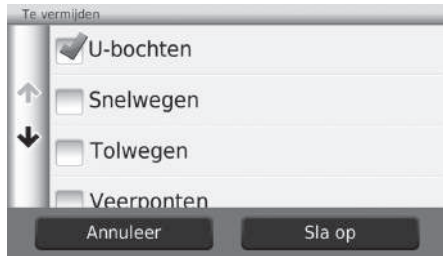 Te vermijden
U-bochten
Snelwegen
Tolwegen
Veerponten
Annuleer
Sla op